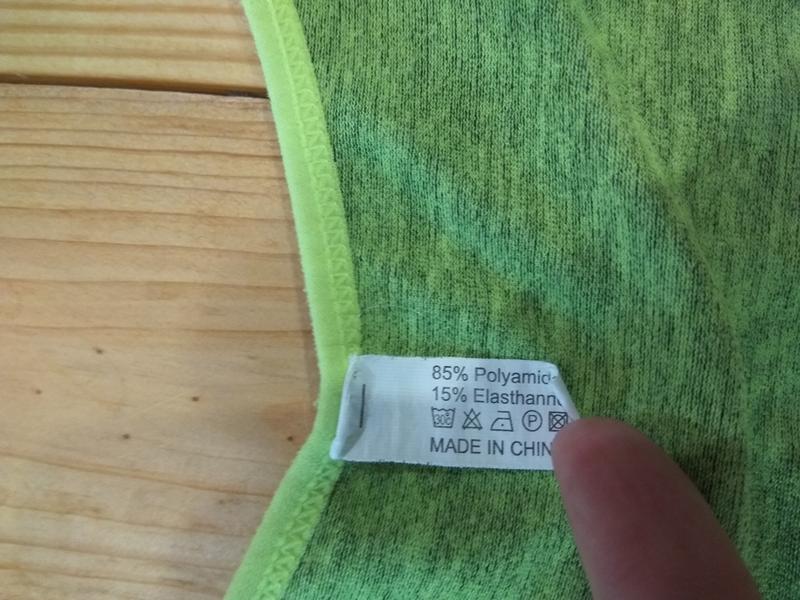 85% Polyamid
15% Elasthann
30°
P
MADE IN CHIN